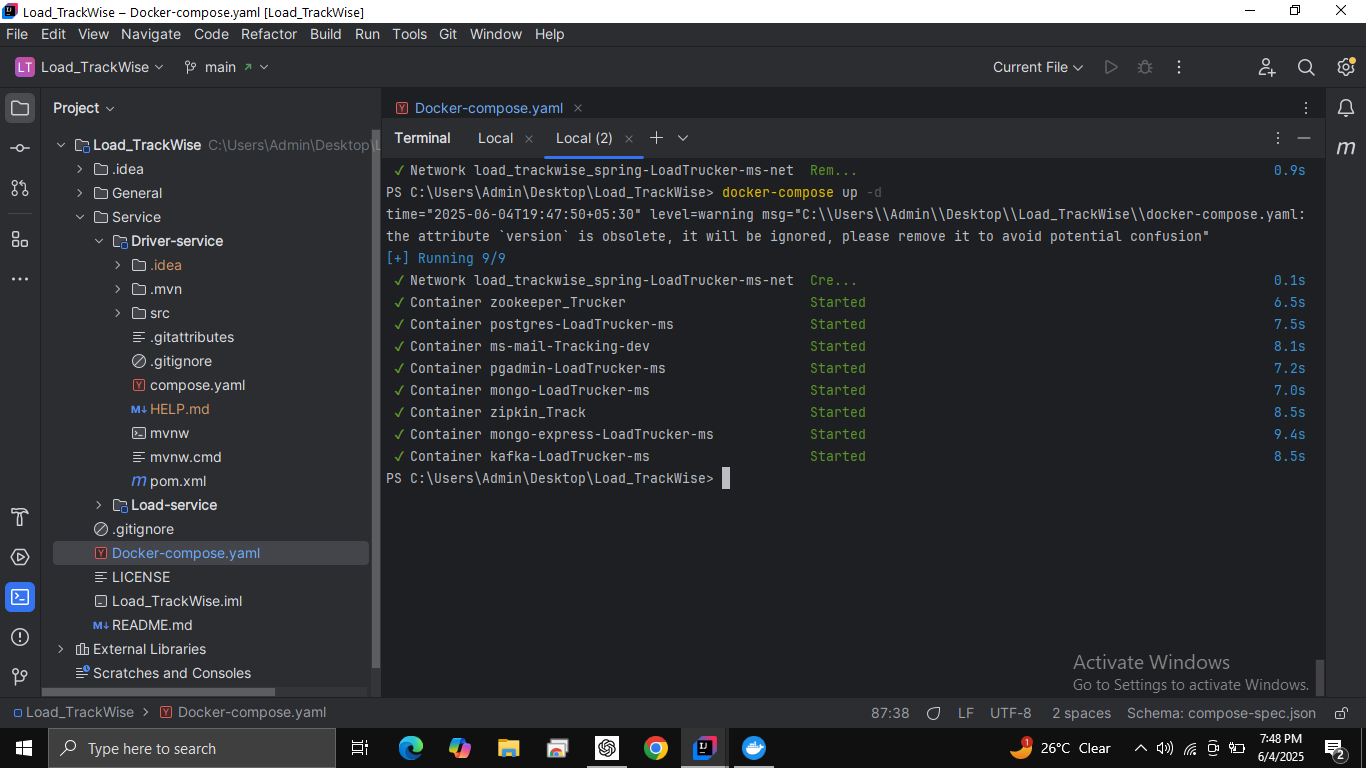 Load_TrackWise – Docker-compose.yaml [Load_TrackWise]
File Edit View Navigate Code Refactor Build Run Tools Git Window Help
LT Load_TrackWise main Current File
Project
Docker-compose.yaml
Terminal Local Local (2)
Load_TrackWise C:\Users\Admin\Desktop\L
.idea
General
Service
Driver-service
.idea
.mvn
src
.gitattributes
.gitignore
compose.yaml
HELP.md
mvnw
mvnw.cmd
pom.xml
Load-service
.gitignore
Docker-compose.yaml
LICENSE
Load_TrackWise.iml
README.md
External Libraries
Scratches and Consoles
✓ Network load_trackwise_spring-LoadTrucker-ms-net Rem... 0.9s
PS C:\Users\Admin\Desktop\Load_TrackWise> docker-compose up -d
time="2025-06-04T19:47:50+05:30" level=warning msg="C:\\Users\\Admin\\Desktop\\Load_TrackWise\\docker-compose.yaml:
the attribute `version` is obsolete, it will be ignored, please remove it to avoid potential confusion"
[+] Running 9/9
✓ Network load_trackwise_spring-LoadTrucker-ms-net Cre... 0.1s
✓ Container zookeeper_Trucker Started 6.5s
✓ Container postgres-LoadTrucker-ms Started 7.5s
✓ Container ms-mail-Tracking-dev Started 8.1s
✓ Container pgadmin-LoadTrucker-ms Started 7.2s
✓ Container mongo-LoadTrucker-ms Started 7.0s
✓ Container zipkin_Track Started 8.5s
✓ Container mongo-express-LoadTrucker-ms Started 9.4s
✓ Container kafka-LoadTrucker-ms Started 8.5s
PS C:\Users\Admin\Desktop\Load_TrackWise>
Activate Windows
Go to Settings to activate Windows.
Load_TrackWise > Docker-compose.yaml 87:38 LF UTF-8 2 spaces Schema: compose-spec.json
Type here to search
1 26°C Clear
7:48 PM
6/4/2025
2